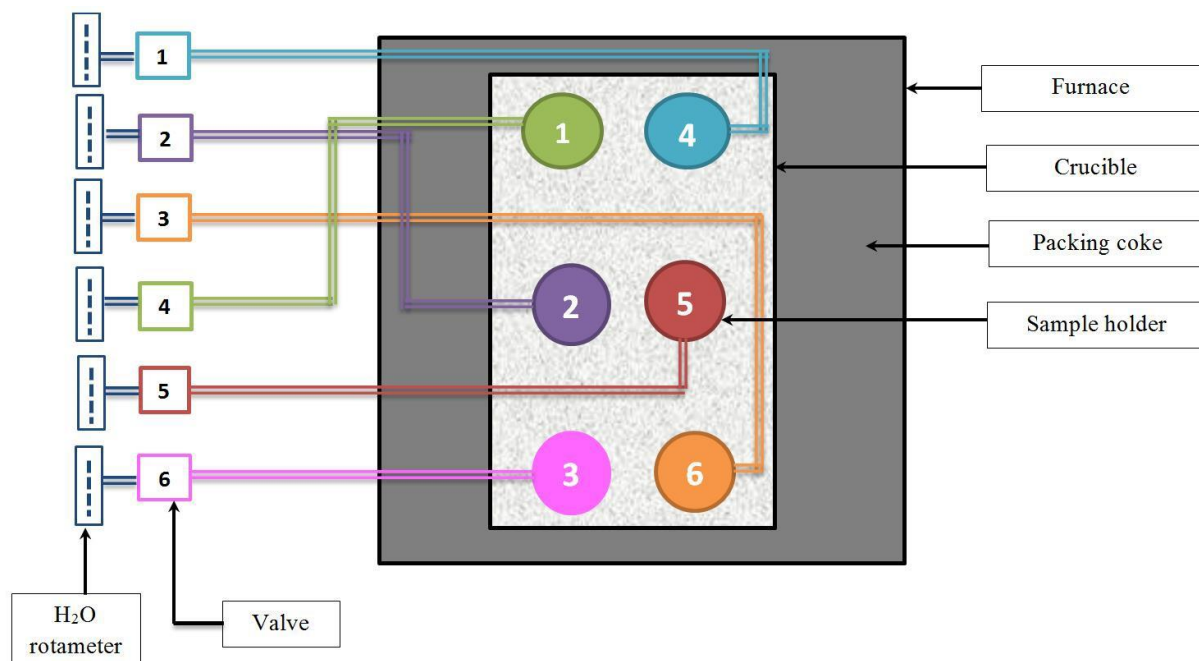 1
2
3
4
5
6
1
4
2
5
3
6
Furnace
Crucible
Packing coke
Sample holder
H₂O
rotameter
Valve